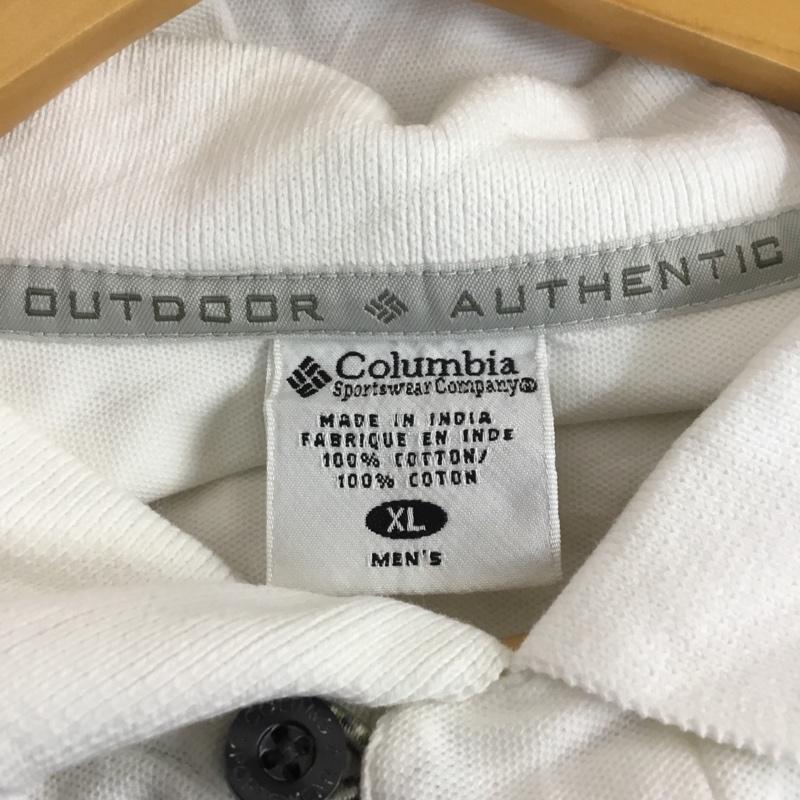 OUTDOOR AUTHENTIC
Columbia
Sportswear Company®
MADE IN INDIA
FABRIQUE EN INDE
100% COTTON/
100% COTON
XL
MEN'S